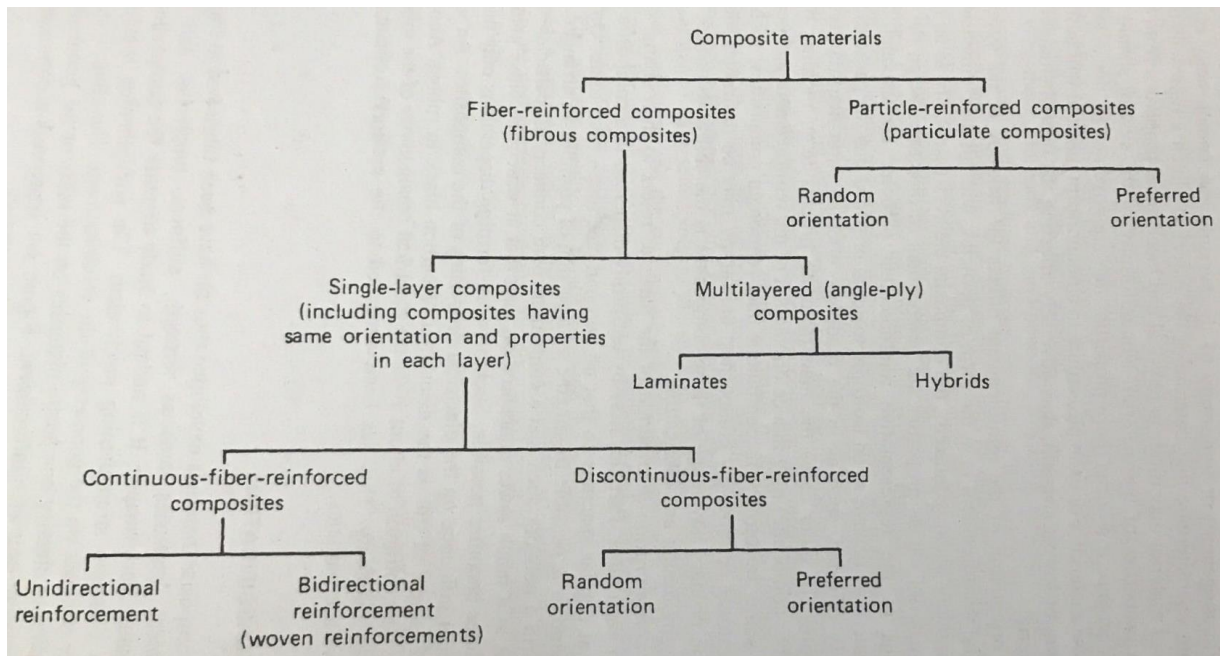 Composite materials
Fiber-reinforced composites
(fibrous composites)
Particle-reinforced composites
(particulate composites)
Random
orientation
Preferred
orientation
Single-layer composites
(including composites having
same orientation and properties
in each layer)
Multilayered (angle-ply)
composites
Laminates
Hybrids
Continuous-fiber-reinforced
composites
Discontinuous-fiber-reinforced
composites
Unidirectional
reinforcement
Bidirectional
reinforcement
(woven reinforcements)
Random
orientation
Preferred
orientation